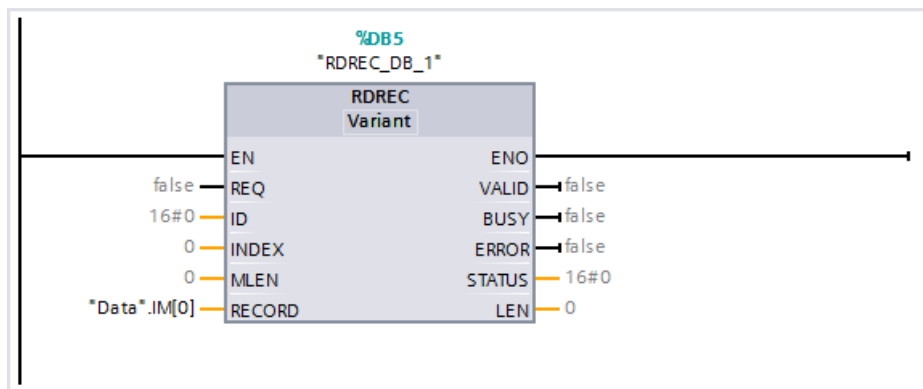 %DB5
"RDREC_DB_1"
RDREC
Variant
EN ENO
false REQ VALID false
16#0 ID BUSY false
0 INDEX ERROR false
0 MLEN STATUS 16#0
"Data".IM[0] RECORD LEN 0